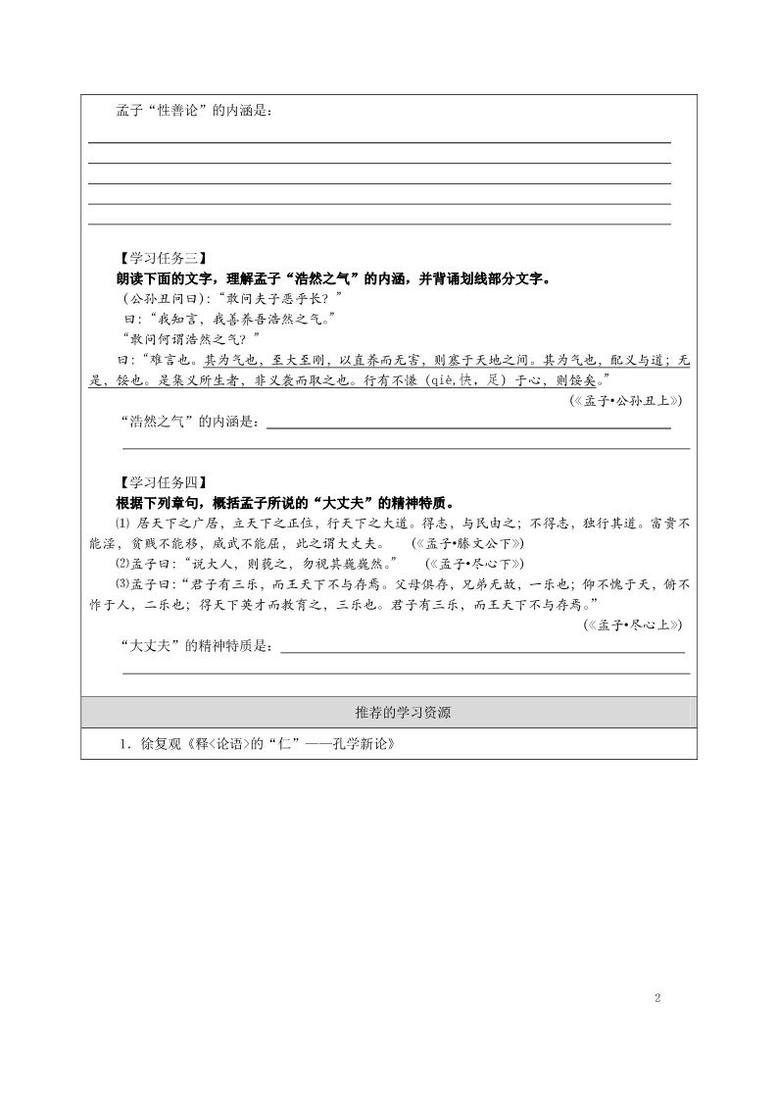 孟子“性善论”的内涵是：
【学习任务三】
朗读下面的文字，理解孟子“浩然之气”的内涵，并背诵划线部分文字。
（公孙丑问曰）：“敢问夫子恶乎长？”
曰：“我知言，我善养吾浩然之气。”
“敢问何谓浩然之气？”
曰：“难言也。其为气也，至大至刚，以直养而无害，则塞于天地之间。其为气也，配义与道；无
是，馁也。是集义所生者，非义袭而取之也。行有不慊（qiè,快，足）于心，则馁矣。”
（《孟子•公孙丑上》）
“浩然之气”的内涵是：
【学习任务四】
根据下列章句，概括孟子所说的“大丈夫”的精神特质。
⑴ 居天下之广居，立天下之正位，行天下之大道。得志，与民由之；不得志，独行其道。富贵不
能淫，贫贱不能移，威武不能屈，此之谓大丈夫。 （《孟子•滕文公下》）
⑵孟子曰：“说大人，则藐之，勿视其巍巍然。” （《孟子•尽心下》）
⑶孟子曰：“君子有三乐，而王天下不与存焉。父母俱存，兄弟无故，一乐也；仰不愧于天，俯不
怍于人，二乐也；得天下英才而教育之，三乐也。君子有三乐，而王天下不与存焉。”
（《孟子•尽心上》）
“大丈夫”的精神特质是：
推荐的学习资源
1．徐复观《释<论语>的“仁”——孔学新论》
2